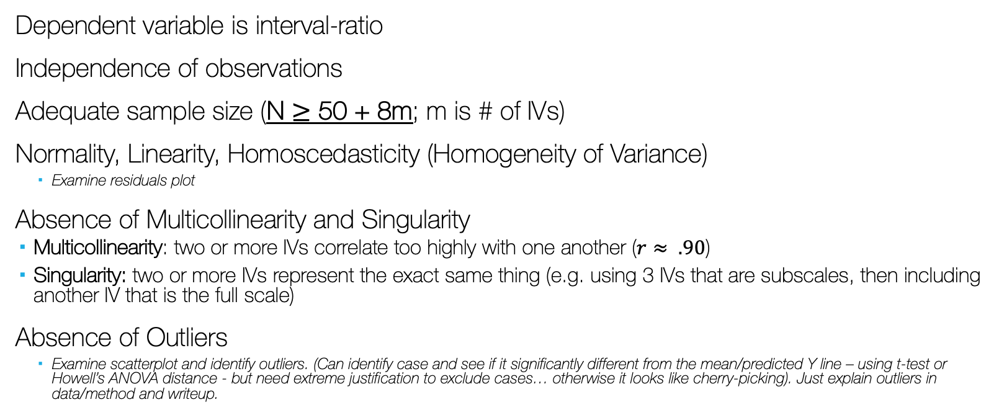 Dependent variable is interval-ratio
Independence of observations
Adequate sample size (N ≥ 50 + 8m; m is # of IVs)
Normality, Linearity, Homoscedasticity (Homogeneity of Variance)
▪ Examine residuals plot
Absence of Multicollinearity and Singularity
▪ Multicollinearity: two or more IVs correlate too highly with one another (r ≈ .90)
▪ Singularity: two or more IVs represent the exact same thing (e.g. using 3 IVs that are subscales, then including
another IV that is the full scale)
Absence of Outliers
▪ Examine scatterplot and identify outliers. (Can identify case and see if it significantly different from the mean/predicted Y line – using t-test or
Howell's ANOVA distance - but need extreme justification to exclude cases… otherwise it looks like cherry-picking). Just explain outliers in
data/method and writeup.